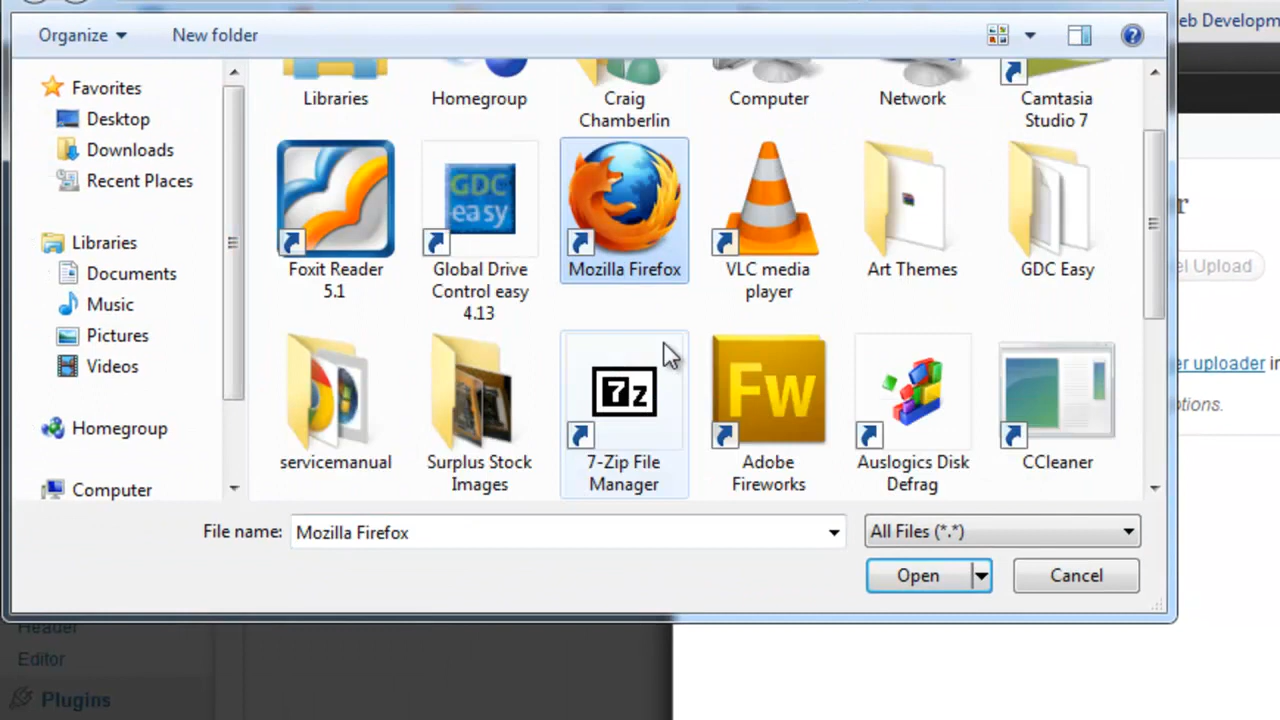 Organize
New folder
eb Developm
Favorites
Desktop
Downloads
Recent Places
Libraries
Documents
Music
Pictures
Videos
Homegroup
Computer
Libraries
Homegroup
Craig
Chamberlin
Computer
Network
Camtasia
Studio 7
GDC
easy
Foxit Reader
5.1
Global Drive
Control easy
4.13
Mozilla Firefox
VLC media
player
Art Themes
GDC Easy
servicemanual
Surplus Stock
Images
7z
7-Zip File
Manager
Fw
Adobe
Fireworks
Auslogics Disk
Defrag
CCleaner
r
el Upload
er uploader in
ptions.
File name:
Mozilla Firefox
All Files (*.*)
Open
Cancel
Header
Editor
Plugins